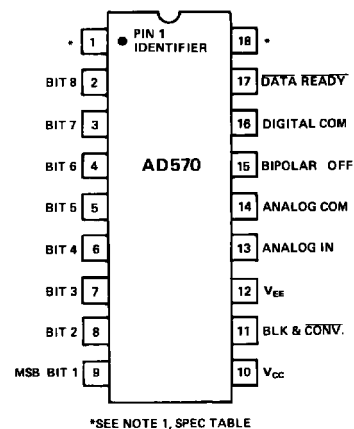 * 1 PIN 1 IDENTIFIER 18 *
BIT 8 2 17 DATA READY
BIT 7 3 16 DIGITAL COM
BIT 6 4 AD570 15 BIPOLAR OFF
BIT 5 5 14 ANALOG COM
BIT 4 6 13 ANALOG IN
BIT 3 7 12 VEE
BIT 2 8 11 BLK & CONV.
MSB BIT 1 9 10 VCC
*SEE NOTE 1, SPEC TABLE